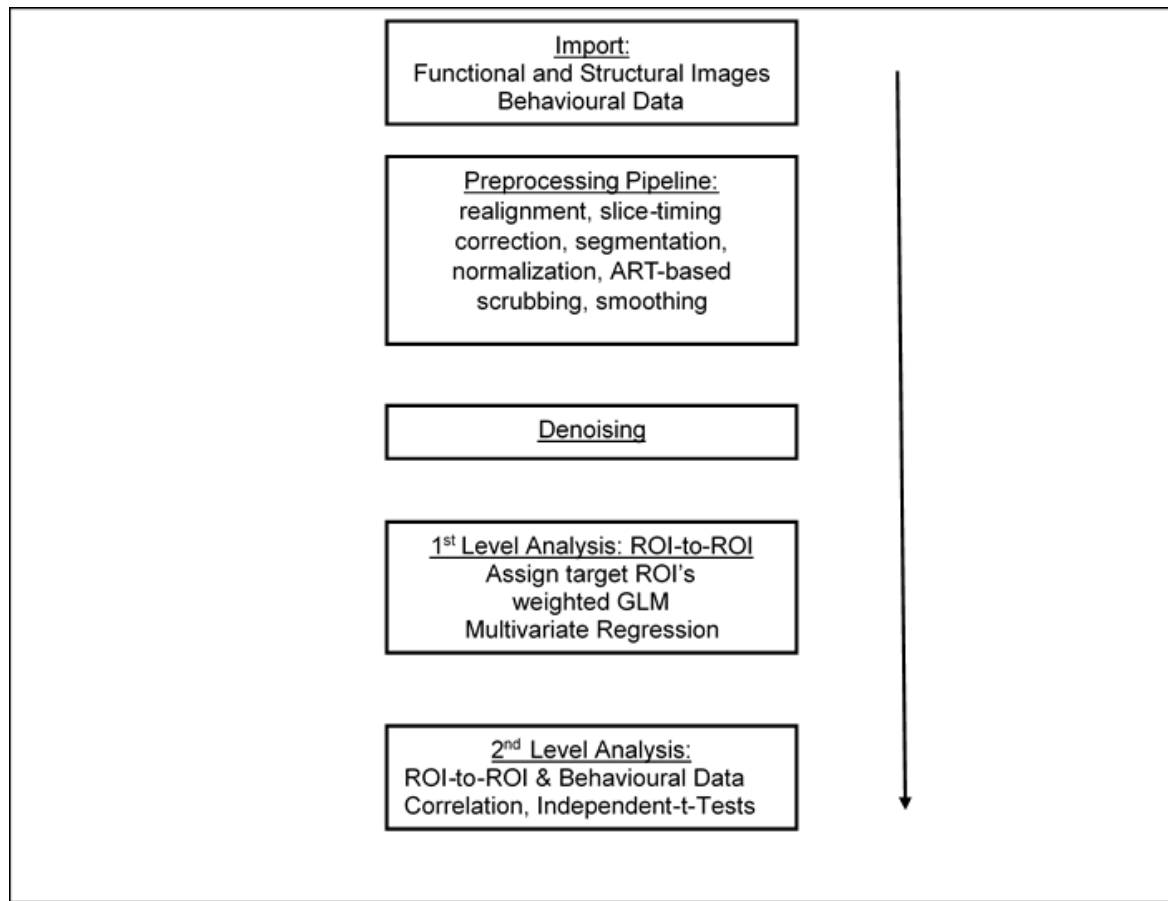 Import:
Functional and Structural Images
Behavioural Data
Preprocessing Pipeline:
realignment, slice-timing
correction, segmentation,
normalization, ART-based
scrubbing, smoothing
Denoising
1st Level Analysis: ROI-to-ROI
Assign target ROI's
weighted GLM
Multivariate Regression
2nd Level Analysis:
ROI-to-ROI & Behavioural Data
Correlation, Independent-t-Tests